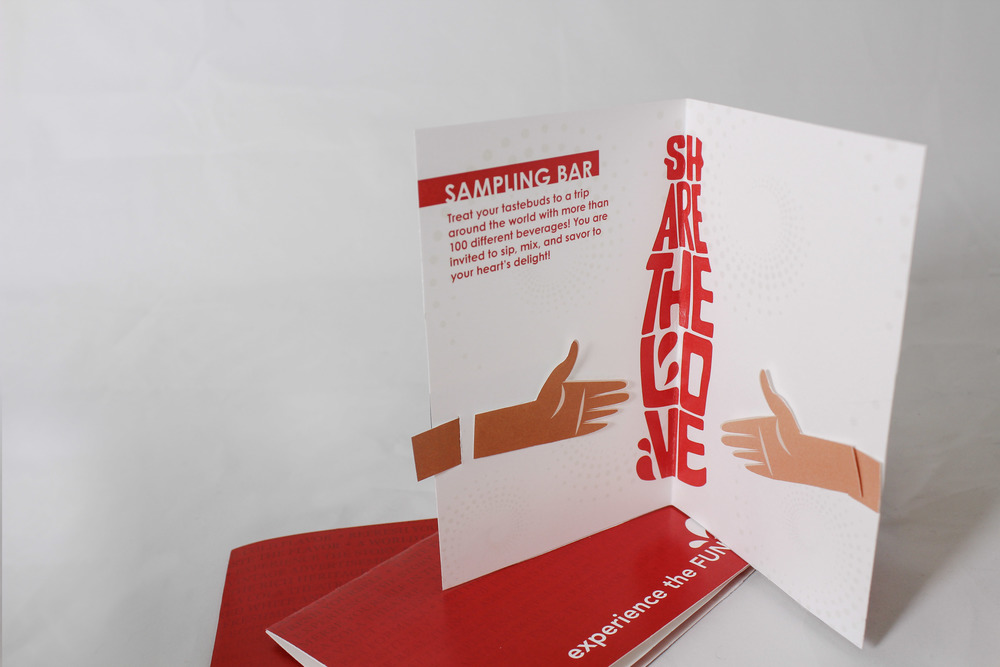 SAMPLING BAR
Treat your tastebuds to a trip
around the world with more than
100 different beverages! You are
invited to sip, mix, and savor to
your heart's delight!
SH
ARE
THE
LO
VE
experience the FUN